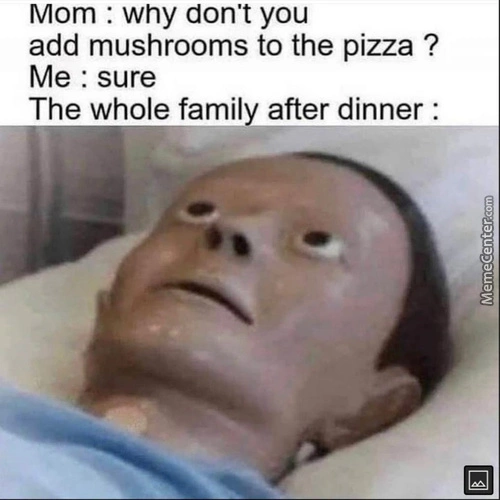 Mom : why don't you
add mushrooms to the pizza ?
Me : sure
The whole family after dinner :
MemeCenter.com